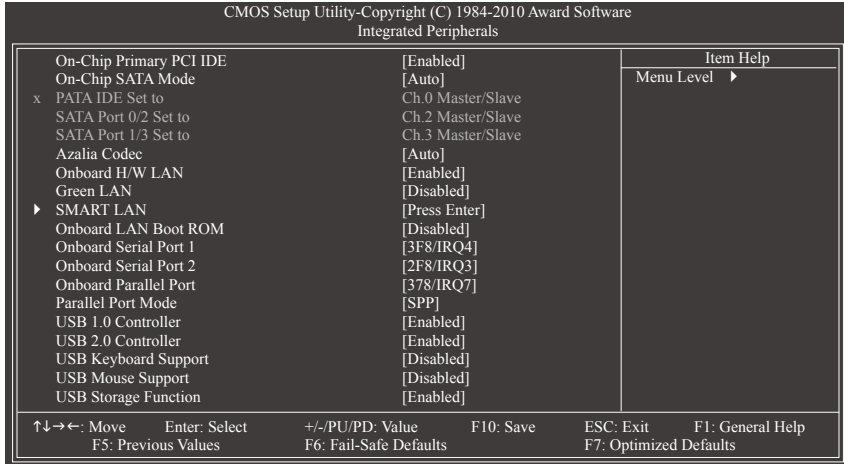 CMOS Setup Utility-Copyright (C) 1984-2010 Award Software
Integrated Peripherals
On-Chip Primary PCI IDE [Enabled] Item Help
On-Chip SATA Mode [Auto] Menu Level ▶
x PATA IDE Set to Ch.0 Master/Slave
SATA Port 0/2 Set to Ch.2 Master/Slave
SATA Port 1/3 Set to Ch.3 Master/Slave
Azalia Codec [Auto]
Onboard H/W LAN [Enabled]
Green LAN [Disabled]
▶ SMART LAN [Press Enter]
Onboard LAN Boot ROM [Disabled]
Onboard Serial Port 1 [3F8/IRQ4]
Onboard Serial Port 2 [2F8/IRQ3]
Onboard Parallel Port [378/IRQ7]
Parallel Port Mode [SPP]
USB 1.0 Controller [Enabled]
USB 2.0 Controller [Enabled]
USB Keyboard Support [Disabled]
USB Mouse Support [Disabled]
USB Storage Function [Enabled]
↑↓→←: Move Enter: Select +/-/PU/PD: Value F10: Save ESC: Exit F1: General Help
F5: Previous Values F6: Fail-Safe Defaults F7: Optimized Defaults